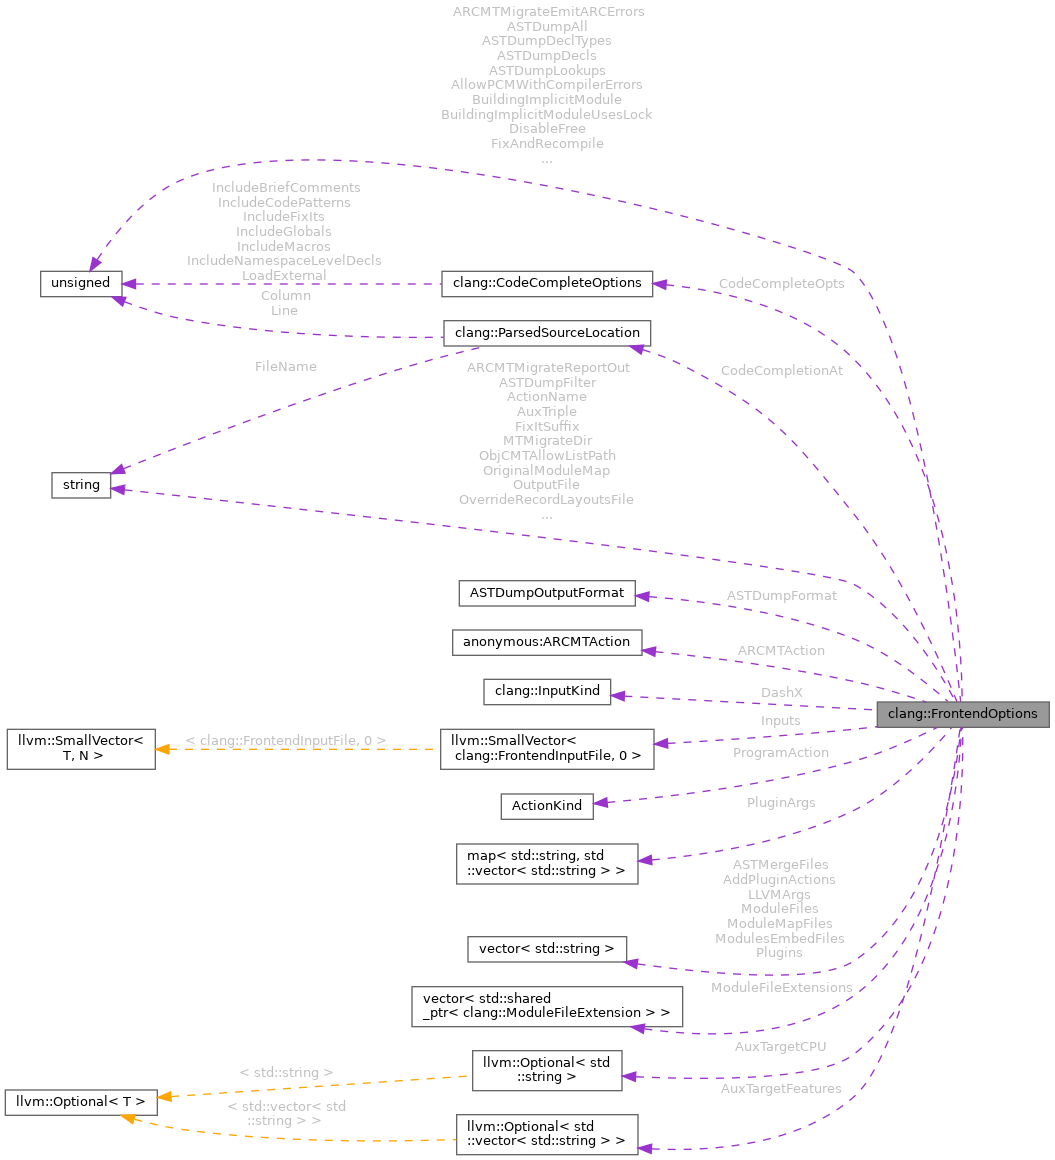 ARCMTMigrateEmitARCErrors
ASTDumpAll
ASTDumpDeclTypes
ASTDumpDecls
ASTDumpLookups
AllowPCMWithCompilerErrors
BuildingImplicitModule
BuildingImplicitModuleUsesLock
DisableFree
FixAndRecompile
...
IncludeBriefComments
IncludeCodePatterns
IncludeFixIts
IncludeGlobals
IncludeMacros
IncludeNamespaceLevelDecls
LoadExternal
unsigned
clang::CodeCompleteOptions
CodeCompleteOpts
Column
Line
clang::ParsedSourceLocation
FileName
CodeCompletionAt
ARCMTMigrateReportOut
ASTDumpFilter
ActionName
AuxTriple
FixItSuffix
MTMigrateDir
ObjCMTAllowListPath
OriginalModuleMap
OutputFile
OverrideRecordLayoutsFile
...
string
ASTDumpOutputFormat
ASTDumpFormat
anonymous:ARCMTAction
ARCMTAction
clang::InputKind
DashX
clang::FrontendOptions
Inputs
llvm::SmallVector<
T, N >
< clang::FrontendInputFile, 0 >
llvm::SmallVector<
clang::FrontendInputFile, 0 >
ProgramAction
ActionKind
PluginArgs
map< std::string, std
::vector< std::string > >
ASTMergeFiles
AddPluginActions
LLVMArgs
ModuleFiles
ModuleMapFiles
ModulesEmbedFiles
Plugins
vector< std::string >
ModuleFileExtensions
vector< std::shared
_ptr< clang::ModuleFileExtension > >
AuxTargetCPU
llvm::Optional< std
::string >
< std::string >
llvm::Optional< T >
AuxTargetFeatures
< std::vector< std
::string > >
llvm::Optional< std
::vector< std::string > >